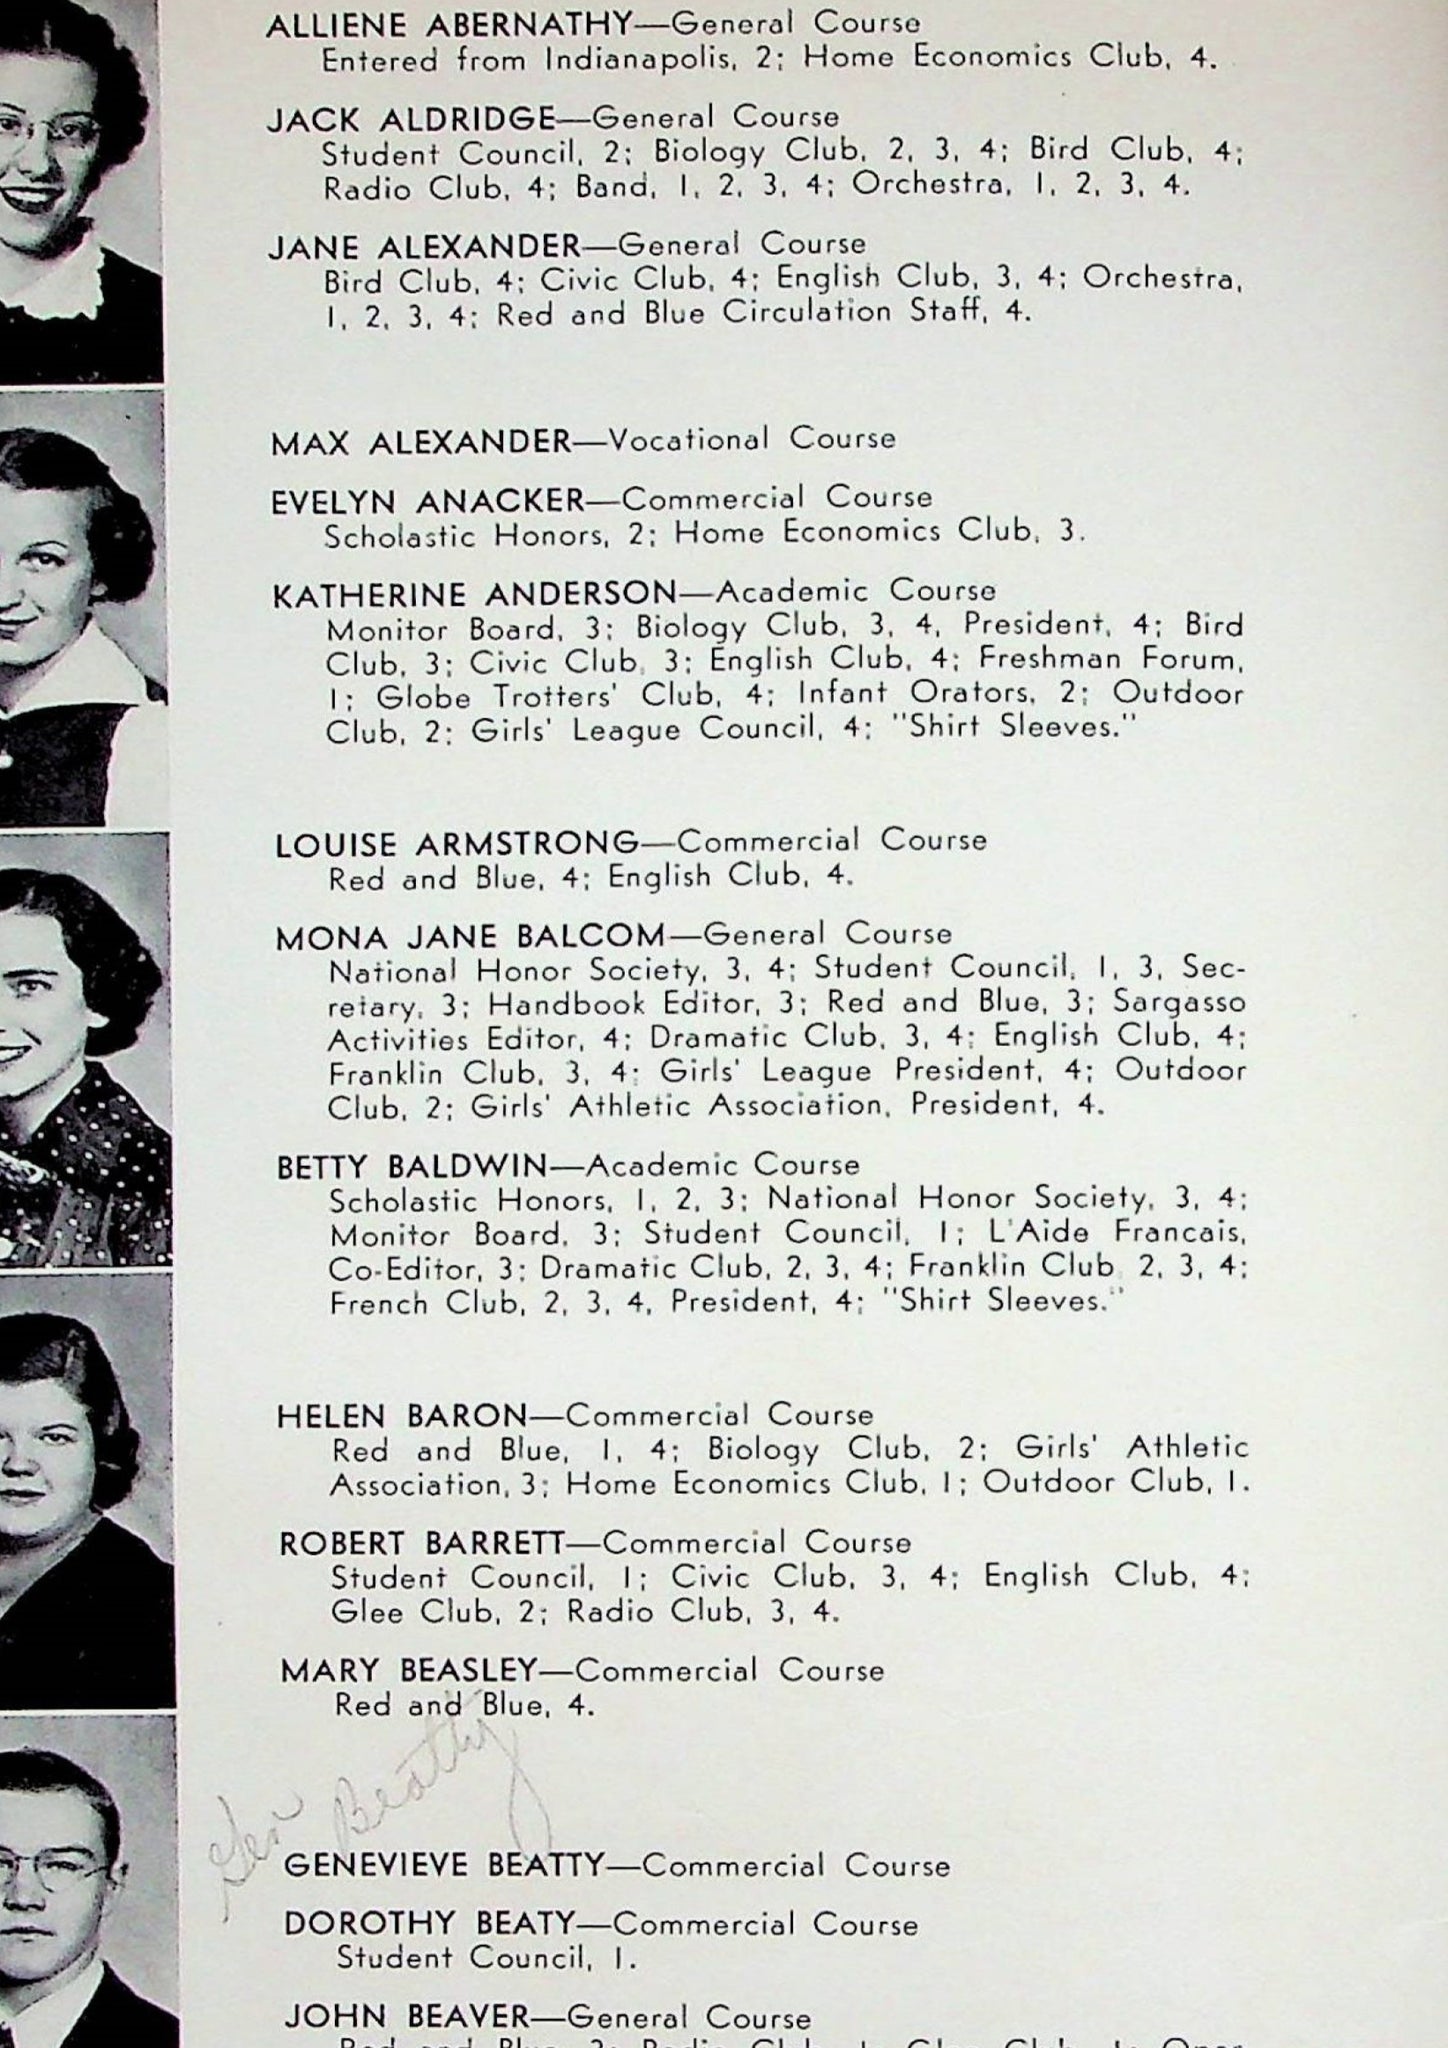 ALLIENE ABERNATHY—General Course
Entered from Indianapolis, 2; Home Economics Club, 4.
JACK ALDRIDGE—General Course
Student Council, 2; Biology Club, 2, 3, 4; Bird Club, 4;
Radio Club, 4; Band, 1, 2, 3, 4; Orchestra, 1, 2, 3, 4.
JANE ALEXANDER—General Course
Bird Club, 4; Civic Club, 4; English Club, 3, 4; Orchestra,
1, 2, 3, 4; Red and Blue Circulation Staff, 4.
MAX ALEXANDER—Vocational Course
EVELYN ANACKER—Commercial Course
Scholastic Honors, 2; Home Economics Club, 3.
KATHERINE ANDERSON—Academic Course
Monitor Board, 3; Biology Club, 3, 4, President, 4; Bird
Club, 3; Civic Club, 3; English Club, 4; Freshman Forum,
1; Globe Trotters' Club, 4; Infant Orators, 2; Outdoor
Club, 2; Girls' League Council, 4; "Shirt Sleeves."
LOUISE ARMSTRONG—Commercial Course
Red and Blue, 4; English Club, 4.
MONA JANE BALCOM—General Course
National Honor Society, 3, 4; Student Council, 1, 3, Sec-
retary, 3; Handbook Editor, 3; Red and Blue, 3; Sargasso
Activities Editor, 4; Dramatic Club, 3, 4; English Club, 4;
Franklin Club, 3, 4; Girls' League President, 4; Outdoor
Club, 2; Girls' Athletic Association, President, 4.
BETTY BALDWIN—Academic Course
Scholastic Honors, 1, 2, 3; National Honor Society, 3, 4;
Monitor Board, 3; Student Council, 1; L'Aide Francais,
Co-Editor, 3; Dramatic Club, 2, 3, 4; Franklin Club 2, 3, 4;
French Club, 2, 3, 4, President, 4; "Shirt Sleeves."
HELEN BARON—Commercial Course
Red and Blue, 1, 4; Biology Club, 2; Girls' Athletic
Association, 3; Home Economics Club, 1; Outdoor Club, 1.
ROBERT BARRETT—Commercial Course
Student Council, 1; Civic Club, 3, 4; English Club, 4;
Glee Club, 2; Radio Club, 3, 4.
MARY BEASLEY—Commercial Course
Red and Blue, 4.
Gen Beatty
GENEVIEVE BEATTY—Commercial Course
DOROTHY BEATY—Commercial Course
Student Council, 1.
JOHN BEAVER—General Course